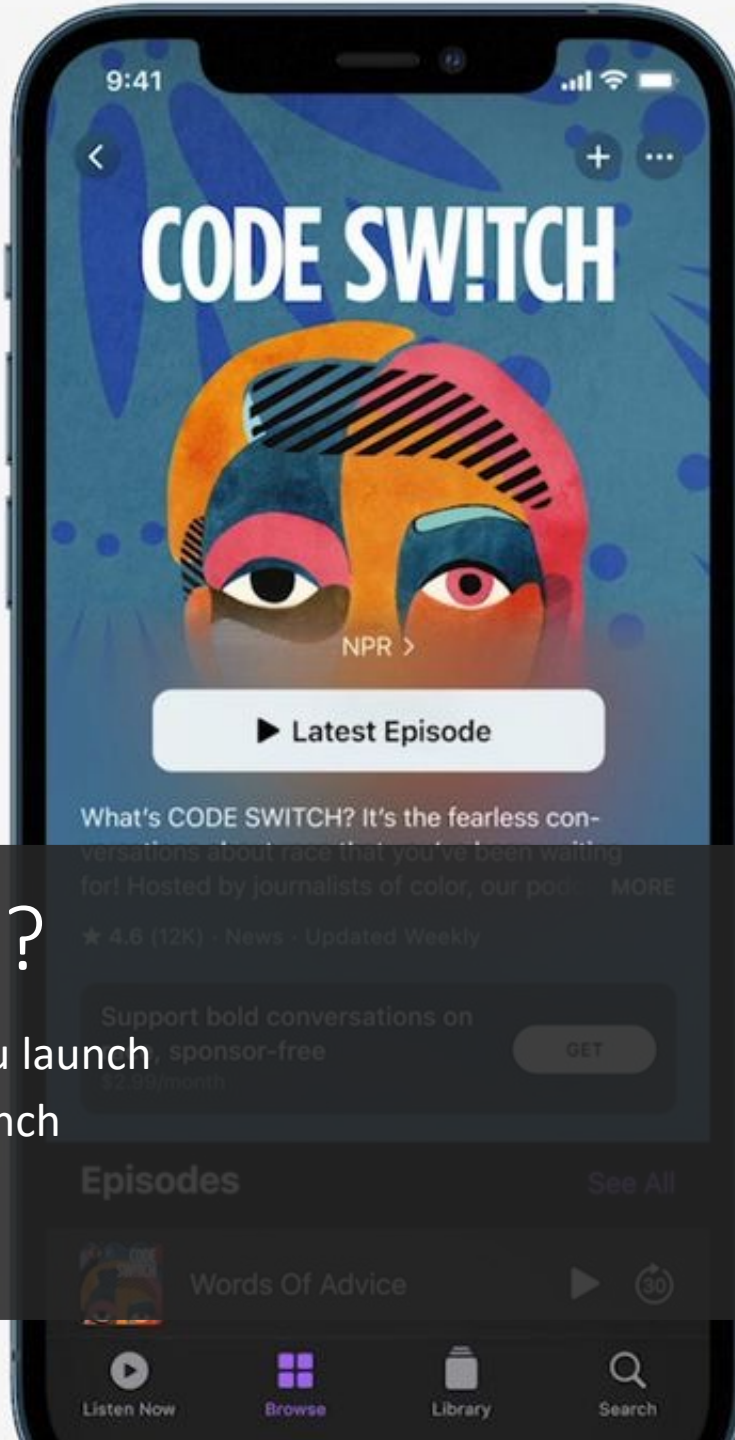 9:41
CODE SW!TCH
NPR >
Latest Episode
What's CODE SWITCH? It's the fearless con-
versations about race that you've been waiting
for! Hosted by journalists of color, our pod MORE
★ 4.6 (12K) · News · Updated Weekly
?
Support bold conversations on
sponsor-free
GET
$2.99/month
launch
Episodes See All
CODE
Words Of Advice
30
Listen Now
Browse
Library
Search